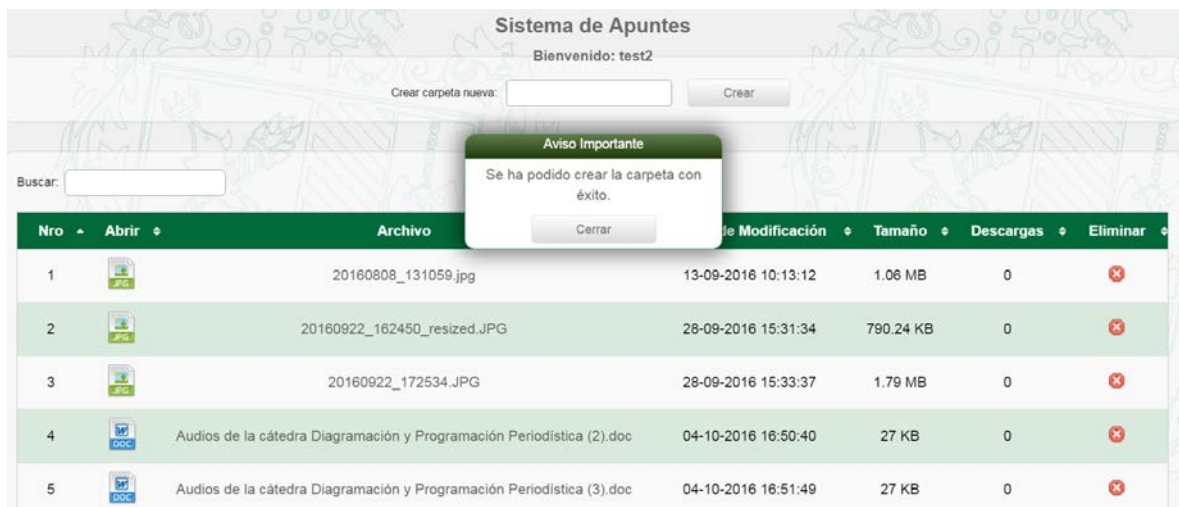 Sistema de Apuntes
Bienvenido: test2
Crear carpeta nueva: Crear
Aviso Importante
Se ha podido crear la carpeta con
éxito.
Cerrar
Buscar:
Nro Abrir Archivo de Modificación Tamaño Descargas Eliminar
1 JPG 20160808_131059.jpg 13-09-2016 10:13:12 1.06 MB 0
2 JPG 20160922_162450_resized.JPG 28-09-2016 15:31:34 790.24 KB 0
3 JPG 20160922_172534.JPG 28-09-2016 15:33:37 1.79 MB 0
4 W DOC Audios de la cátedra Diagramación y Programación Periodística (2).doc 04-10-2016 16:50:40 27 KB 0
5 W DOC Audios de la cátedra Diagramación y Programación Periodística (3).doc 04-10-2016 16:51:49 27 KB 0